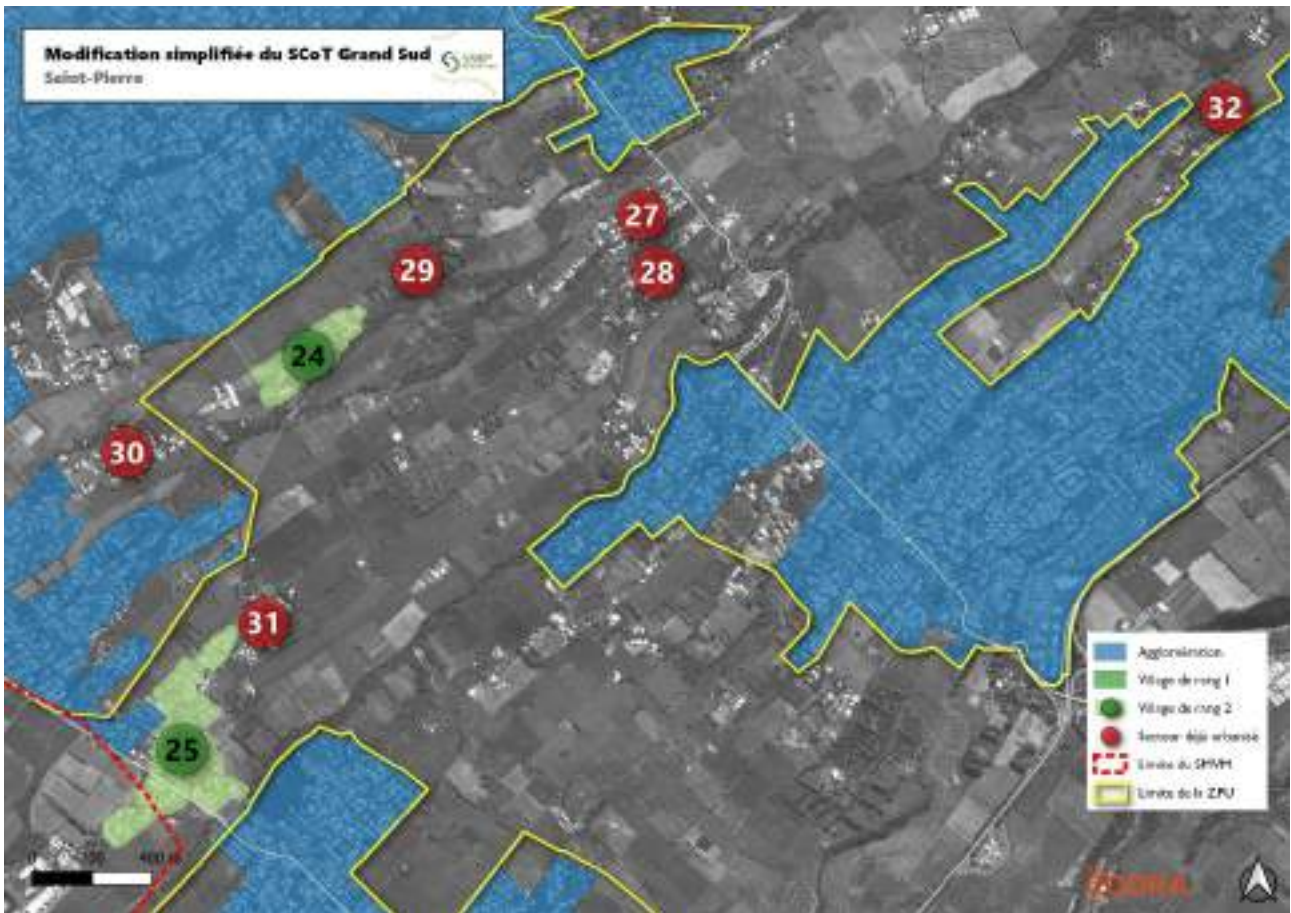 Modification simplifiée du SCoT Grand Sud
Saint-Pierre
32
27
28
29
24
30
31
25
Agglomération
Village de rang 1
Village de rang 2
Secteur déjà urbanisé
Limite du SMVM
Limite de la ZPU
0
400 m